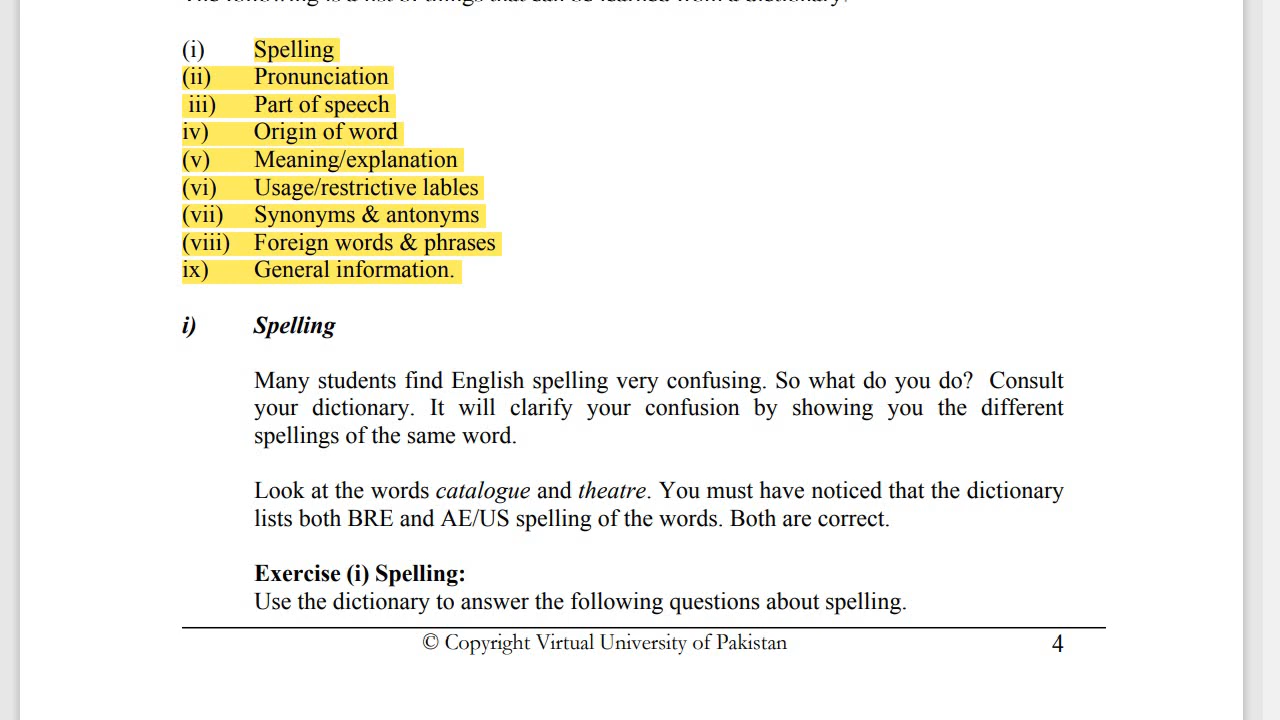 (i) Spelling
(ii) Pronunciation
iii) Part of speech
iv) Origin of word
(v) Meaning/explanation
(vi) Usage/restrictive lables
(vii) Synonyms & antonyms
(viii) Foreign words & phrases
ix) General information.
i) Spelling
Many students find English spelling very confusing. So what do you do? Consult
your dictionary. It will clarify your confusion by showing you the different
spellings of the same word.
Look at the words catalogue and theatre. You must have noticed that the dictionary
lists both BRE and AE/US spelling of the words. Both are correct.
Exercise (i) Spelling:
Use the dictionary to answer the following questions about spelling.
© Copyright Virtual University of Pakistan 4